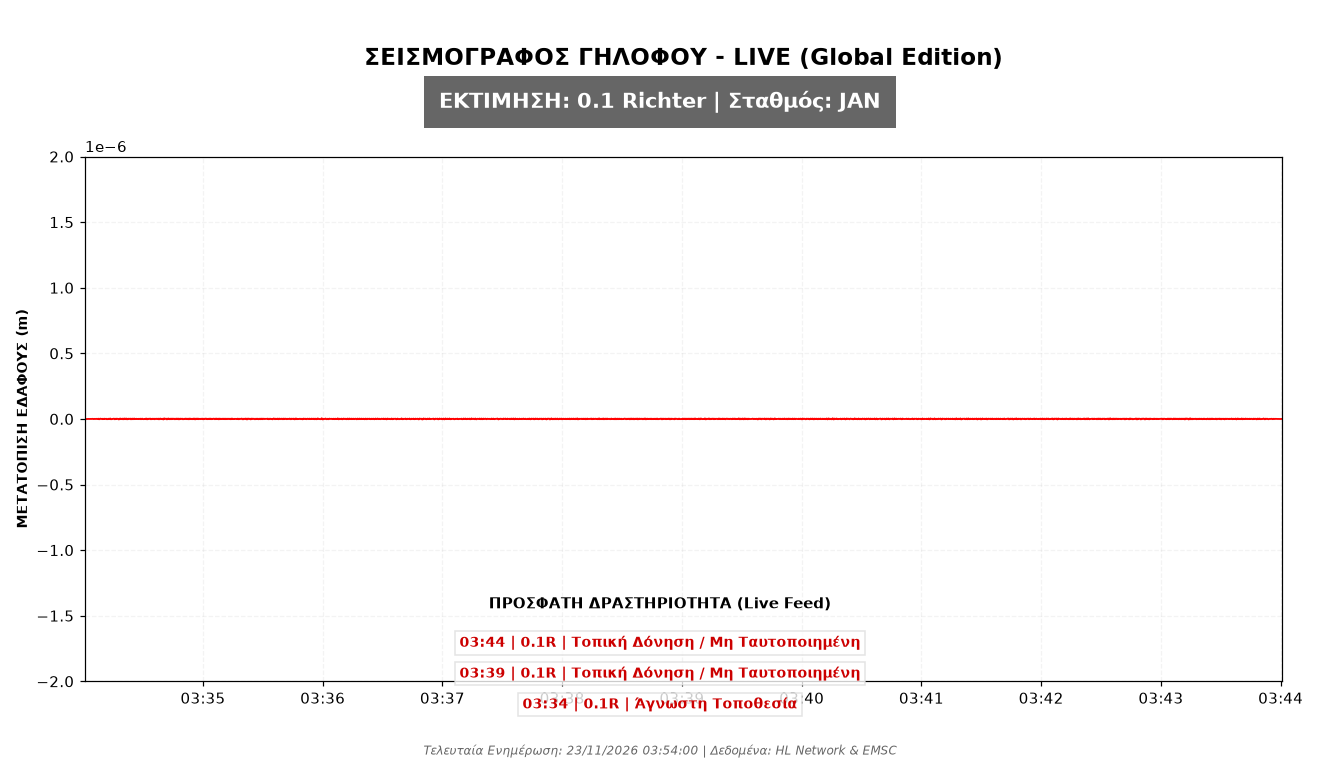 ΣΕΙΣΜΟΓΡΑΦΟΣ ΓΗΛΟΦΟΥ - LIVE (Global Edition)
ΕΚΤΙΜΗΣΗ: 0.1 Richter | Σταθμός: JAN
1e−6
2.0
1.5
1.0
0.5
0.0
−0.5
−1.0
−1.5
−2.0
ΜΕΤΑΤΟΠΙΣΗ ΕΔΑΦΟΥΣ (m)
ΠΡΟΣΦΑΤΗ ΔΡΑΣΤΗΡΙΟΤΗΤΑ (Live Feed)
03:44 | 0.1R | Τοπική Δόνηση / Μη Ταυτοποιημένη
03:39 | 0.1R | Τοπική Δόνηση / Μη Ταυτοποιημένη
03:34 | 0.1R | Άγνωστη Τοποθεσία
03:35 03:36 03:37 03:38 03:39 03:40 03:41 03:42 03:43 03:44
Τελευταία Ενημέρωση: 23/11/2026 03:54:00 | Δεδομένα: HL Network & EMSC